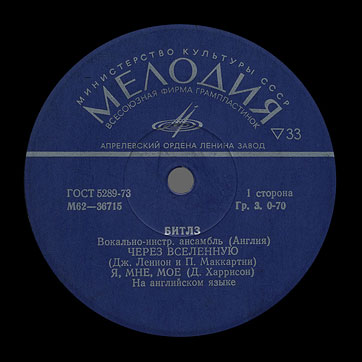 МИНИСТЕРСТВО КУЛЬТУРЫ СССР
МЕЛОДИЯ
ВСЕСОЮЗНАЯ ФИРМА ГРАМПЛАСТИНОК
▽33
АПРЕЛЕВСКИЙ ОРДЕНА ЛЕНИНА ЗАВОД
ГОСТ 5289-73
1 сторона
М62—36715
Гр. 3. 0-70
БИТЛЗ
Вокально-инстр. ансамбль (Англия)
ЧЕРЕЗ ВСЕЛЕННУЮ
(Дж. Леннон и П. Маккартни)
Я, МНЕ, МОЕ (Д. Харрисон)
На английском языке